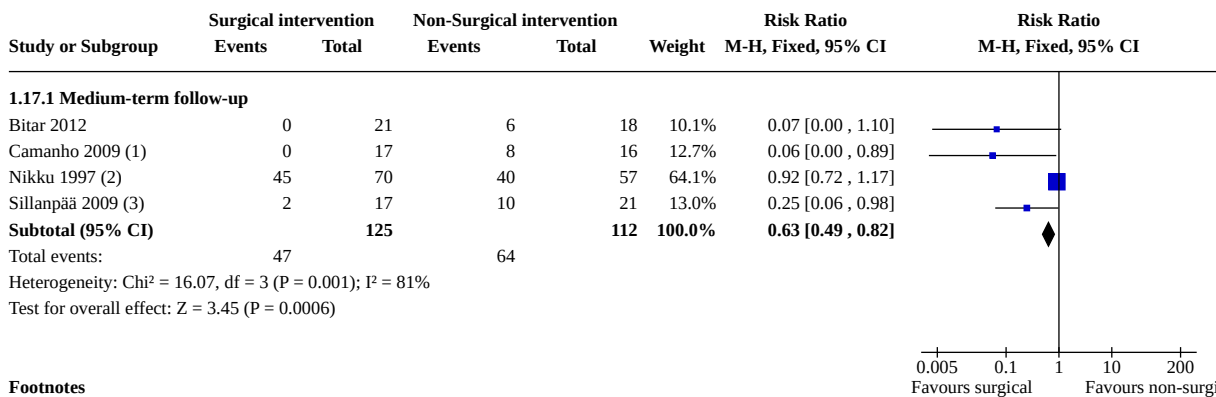 Surgical intervention Non-Surgical intervention Risk Ratio Risk Ratio
Study or Subgroup Events Total Events Total Weight M-H, Fixed, 95% CI M-H, Fixed, 95% CI
1.17.1 Medium-term follow-up
Bitar 2012 0 21 6 18 10.1% 0.07 [0.00 , 1.10]
Camanho 2009 (1) 0 17 8 16 12.7% 0.06 [0.00 , 0.89]
Nikku 1997 (2) 45 70 40 57 64.1% 0.92 [0.72 , 1.17]
Sillanpää 2009 (3) 2 17 10 21 13.0% 0.25 [0.06 , 0.98]
Subtotal (95% CI) 125 112 100.0% 0.63 [0.49 , 0.82]
Total events: 47 64
Heterogeneity: Chi² = 16.07, df = 3 (P = 0.001); I² = 81%
Test for overall effect: Z = 3.45 (P = 0.0006)
0.005 0.1 1 10 200
Footnotes Favours surgical Favours non-surgi